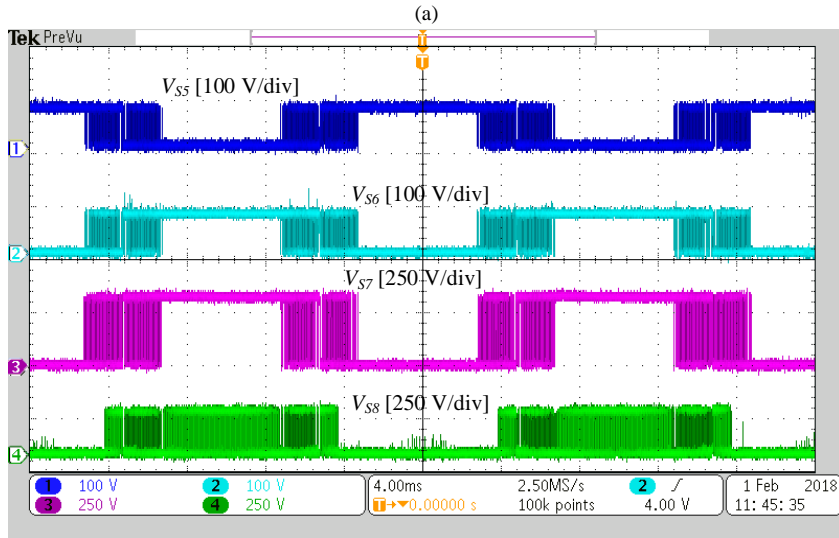 (a)
Tek PreVu
T
T
V_S5 [100 V/div]
1
V_S6 [100 V/div]
2
V_S7 [250 V/div]
3
V_S8 [250 V/div]
4
1 100 V 2 100 V 4.00ms 2.50MS/s 2 4.00 V 1 Feb 2018
3 250 V 4 250 V T→▼0.00000 s 100k points 11:45:35